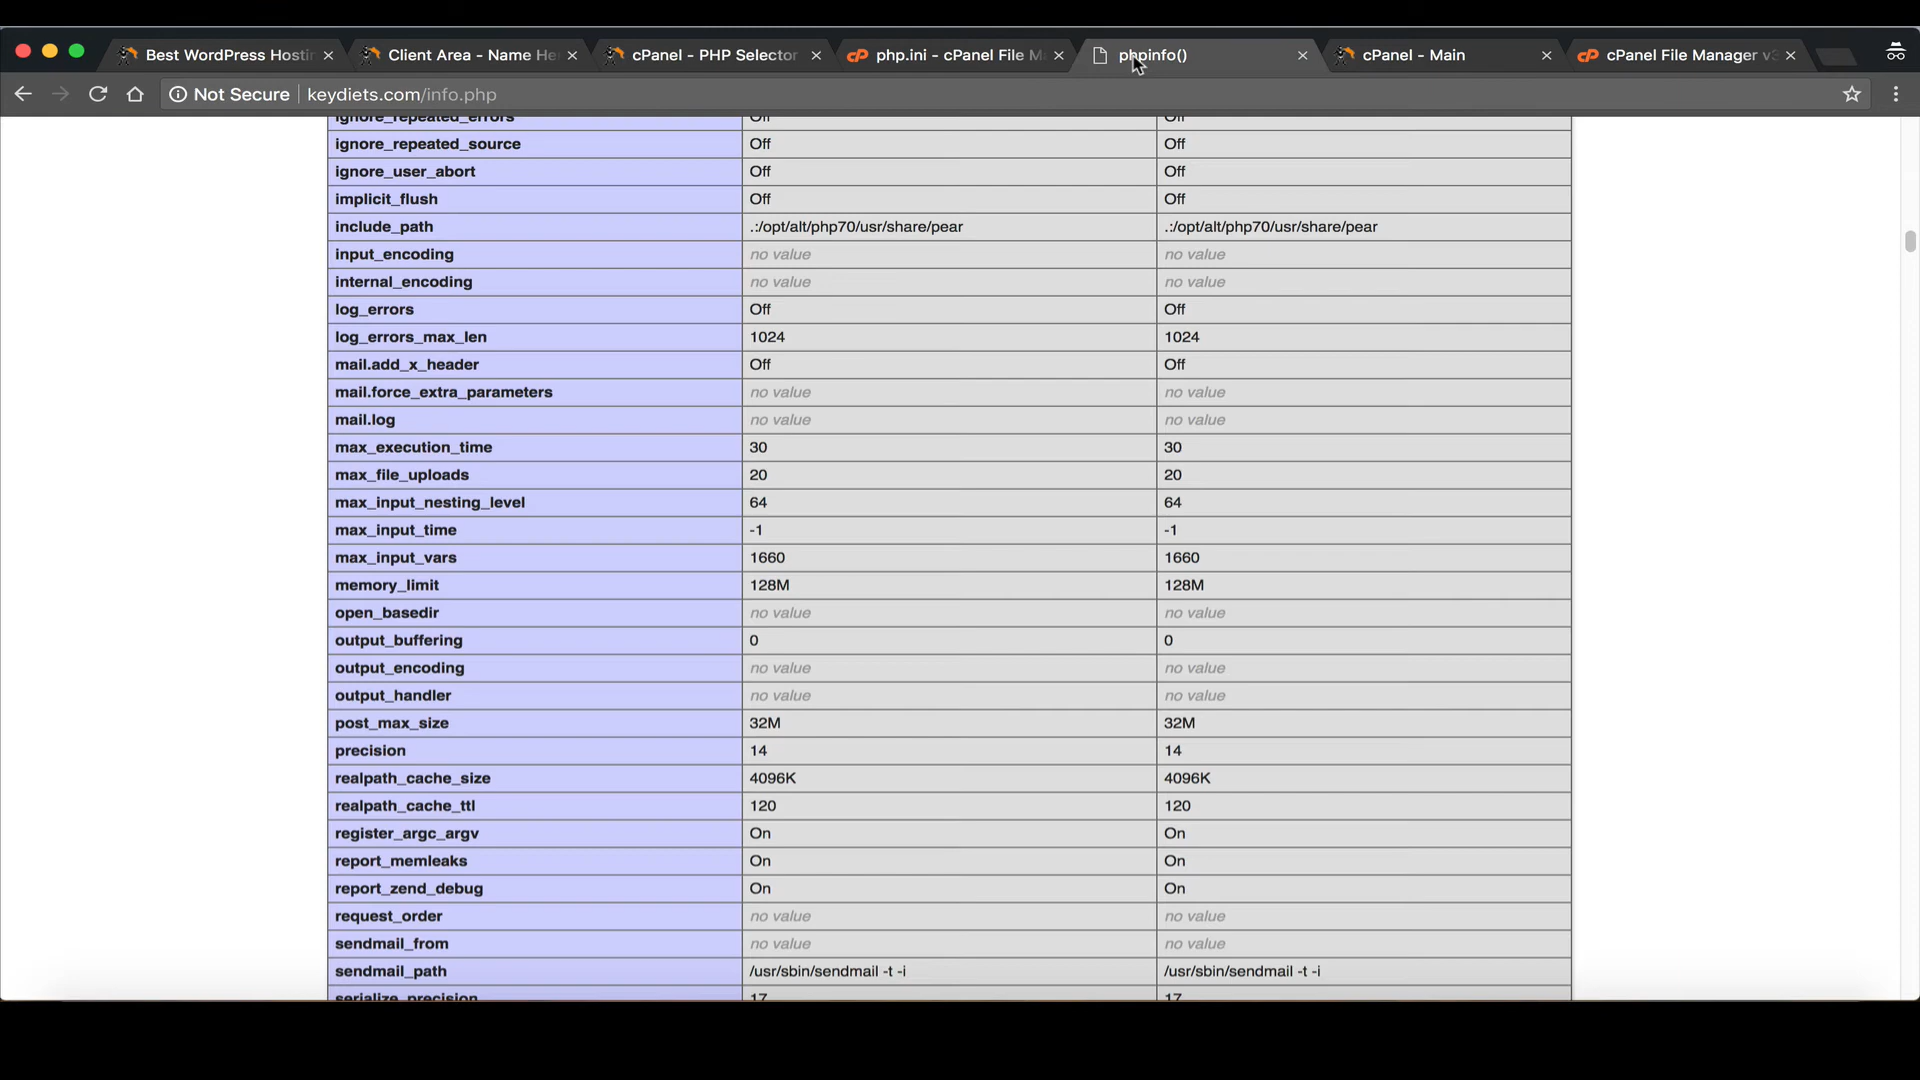 Best WordPress Hosti
Client Area - Name He
cPanel - PHP Selector
php.ini - cPanel File M
phpinfo()
cPanel - Main
cPanel File Manager v3
Not Secure | keydiets.com/info.php
ignore_repeated_errors Off Off
ignore_repeated_source Off Off
ignore_user_abort Off Off
implicit_flush Off Off
include_path .:/opt/alt/php70/usr/share/pear .:/opt/alt/php70/usr/share/pear
input_encoding no value no value
internal_encoding no value no value
log_errors Off Off
log_errors_max_len 1024 1024
mail.add_x_header Off Off
mail.force_extra_parameters no value no value
mail.log no value no value
max_execution_time 30 30
max_file_uploads 20 20
max_input_nesting_level 64 64
max_input_time -1 -1
max_input_vars 1660 1660
memory_limit 128M 128M
open_basedir no value no value
output_buffering 0 0
output_encoding no value no value
output_handler no value no value
post_max_size 32M 32M
precision 14 14
realpath_cache_size 4096K 4096K
realpath_cache_ttl 120 120
register_argc_argv On On
report_memleaks On On
report_zend_debug On On
request_order no value no value
sendmail_from no value no value
sendmail_path /usr/sbin/sendmail -t -i /usr/sbin/sendmail -t -i
serialize_precision 17 17